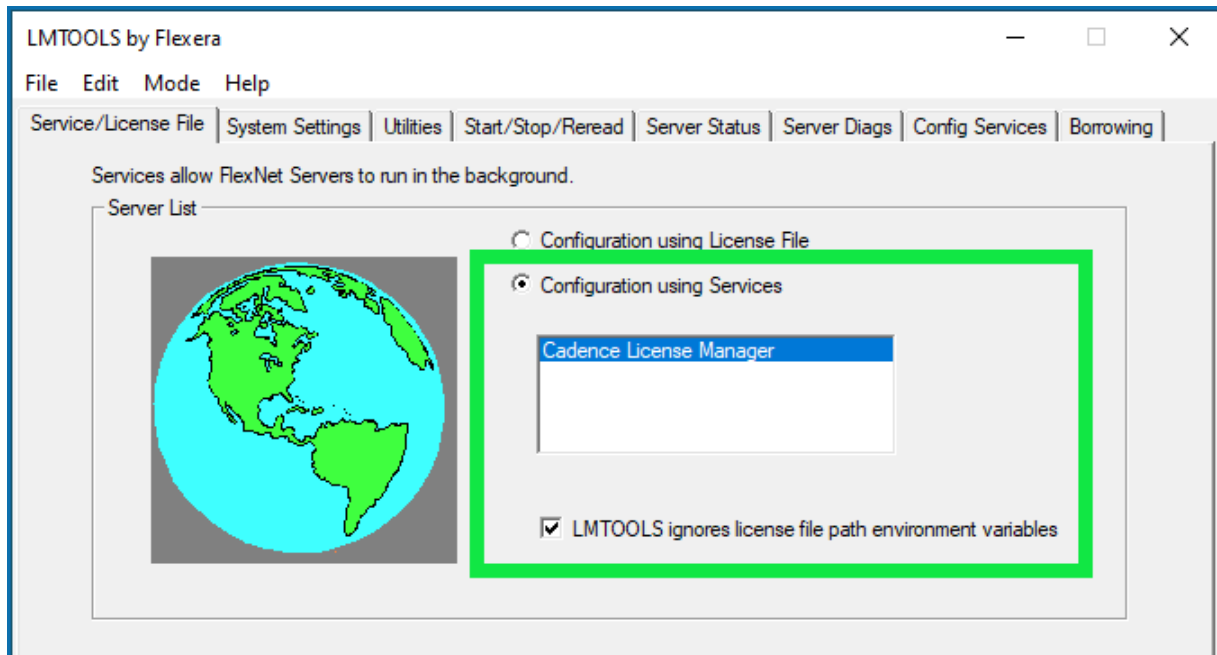 LMTOOLS by Flexera
File Edit Mode Help
Service/License File System Settings Utilities Start/Stop/Reread Server Status Server Diags Config Services Borrowing
Services allow FlexNet Servers to run in the background.
Server List
Configuration using License File
Configuration using Services
Cadence License Manager
LMTOOLS ignores license file path environment variables